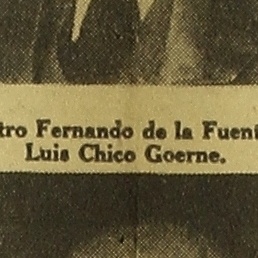 tro Fernando de la Fuent
Luis Chico Goerne.